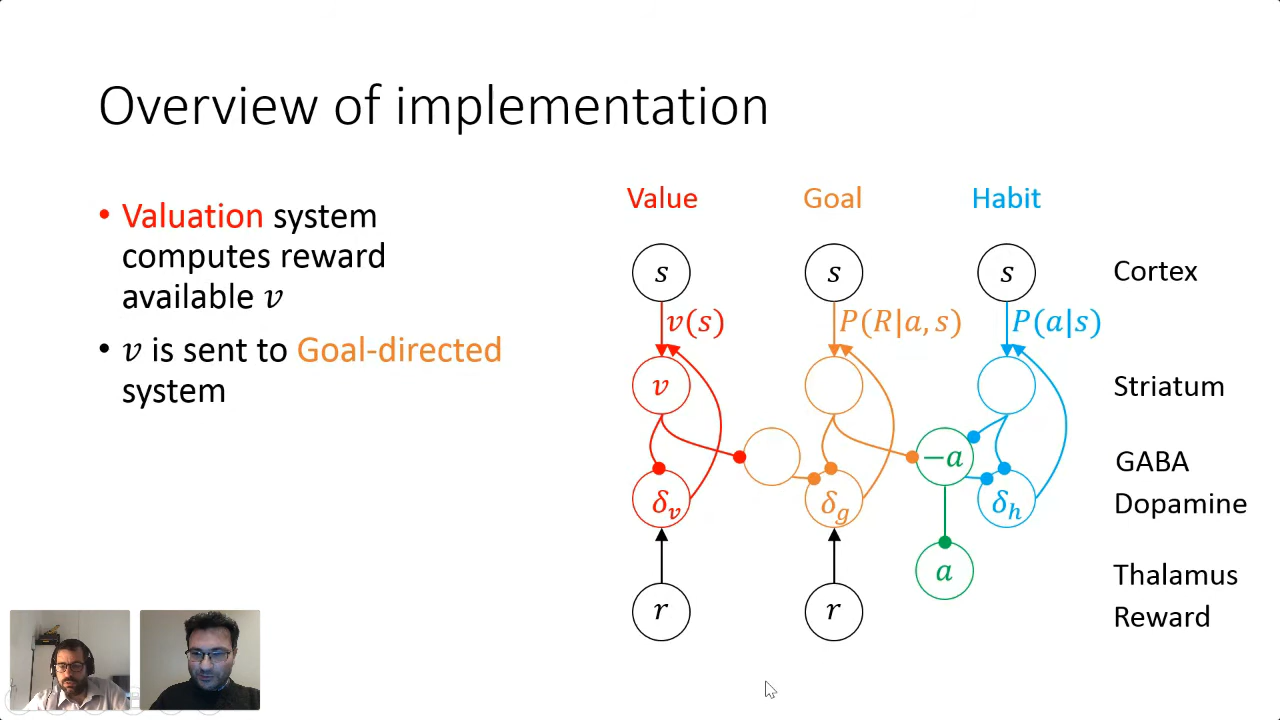 Overview of implementation
• Valuation system
computes reward
available v
• v is sent to Goal-directed
system
Value Goal Habit
s s s Cortex
v(s) P(R|a, s) P(a|s)
v Striatum
−a GABA
δᵥ δg δₕ Dopamine
a Thalamus
r r Reward